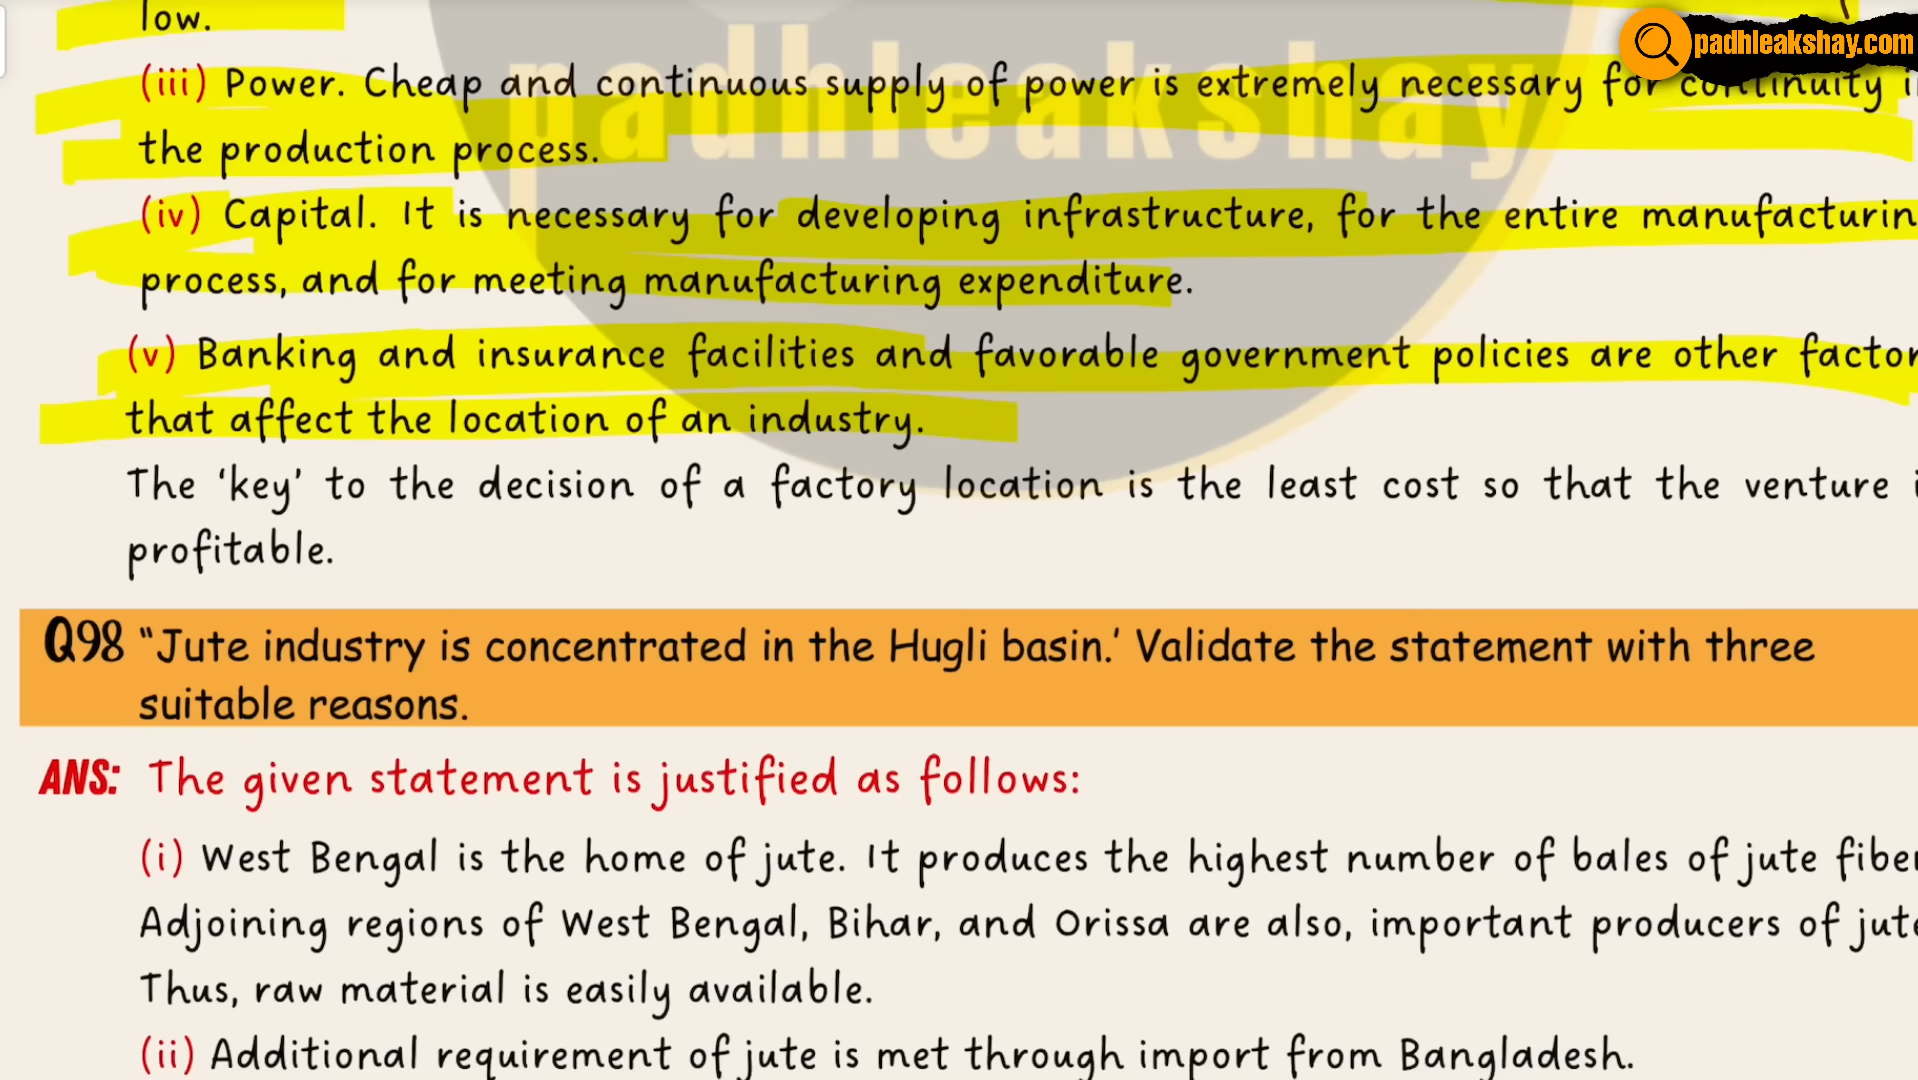 low.
padhleakshay.com
(iii) Power. Cheap and continuous supply of power is extremely necessary for continuity
the production process.
padhleakshay
(iv) Capital. It is necessary for developing infrastructure, for the entire manufacturin
process, and for meeting manufacturing expenditure.
(v) Banking and insurance facilities and favorable government policies are other factor
that affect the location of an industry.
The 'key' to the decision of a factory location is the least cost so that the venture
profitable.
Q98 "Jute industry is concentrated in the Hugli basin.' Validate the statement with three
suitable reasons.
ANS: The given statement is justified as follows:
(i) West Bengal is the home of jute. It produces the highest number of bales of jute fiber
Adjoining regions of West Bengal, Bihar, and Orissa are also, important producers of jute
Thus, raw material is easily available.
(ii) Additional requirement of jute is met through import from Bangladesh.